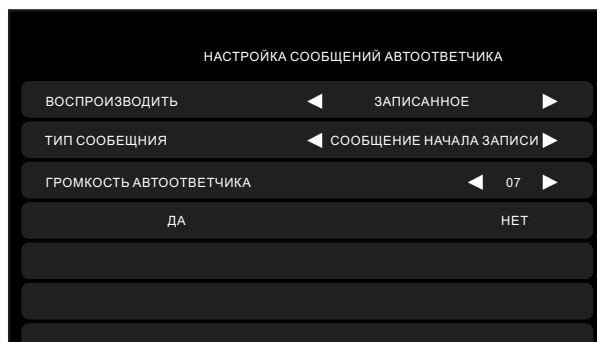 НАСТРОЙКА СООБЩЕНИЙ АВТООТВЕТЧИКА
ВОСПРОИЗВОДИТЬ ЗАПИСАННОЕ
ТИП СООБЕЩНИЯ СООБЩЕНИЕ НАЧАЛА ЗАПИСИ
ГРОМКОСТЬ АВТООТВЕТЧИКА 07
ДА НЕТ